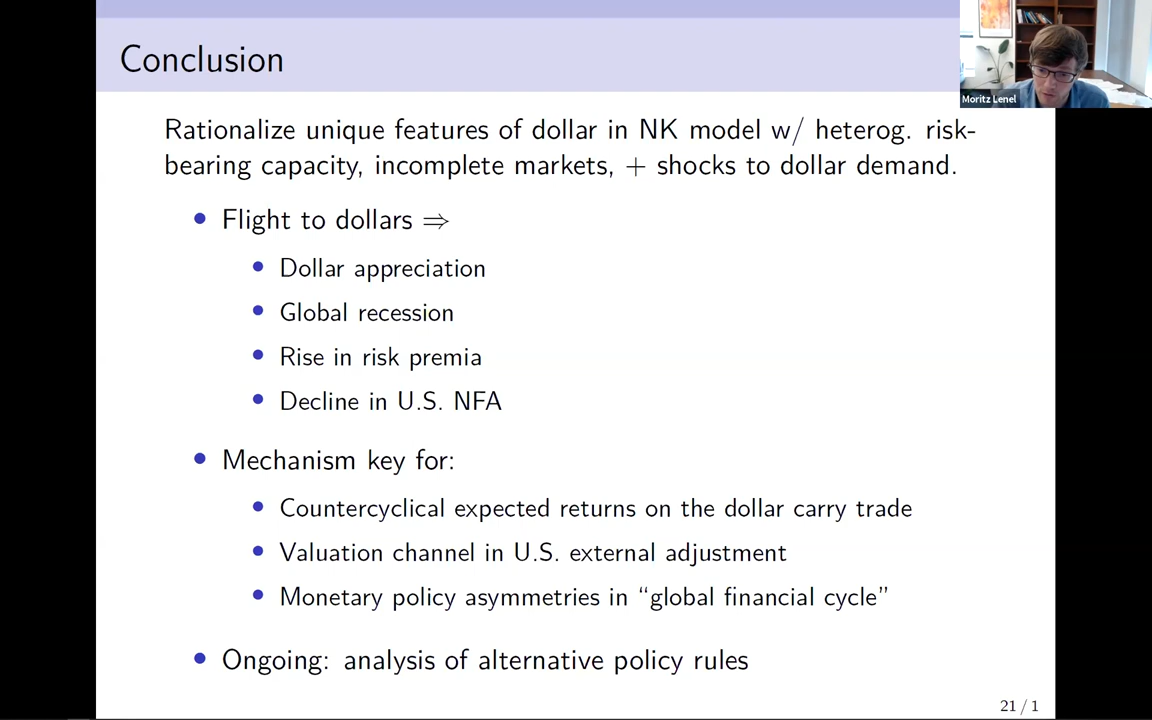 Conclusion
Moritz Lenel
Rationalize unique features of dollar in NK model w/ heterog. risk-
bearing capacity, incomplete markets, + shocks to dollar demand.
• Flight to dollars ⇒
• Dollar appreciation
• Global recession
• Rise in risk premia
• Decline in U.S. NFA
• Mechanism key for:
• Countercyclical expected returns on the dollar carry trade
• Valuation channel in U.S. external adjustment
• Monetary policy asymmetries in “global financial cycle”
• Ongoing: analysis of alternative policy rules
21 / 1